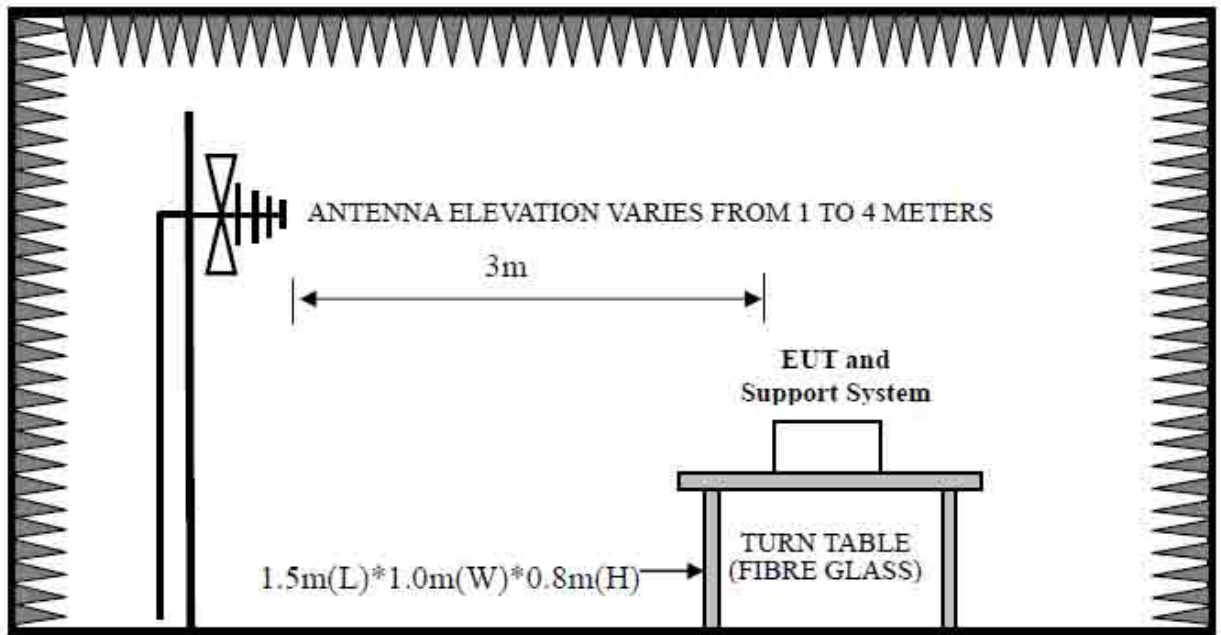 ANTENNA ELEVATION VARIES FROM 1 TO 4 METERS
3m
EUT and
Support System
TURN TABLE
(FIBRE GLASS)
1.5m(L)*1.0m(W)*0.8m(H)